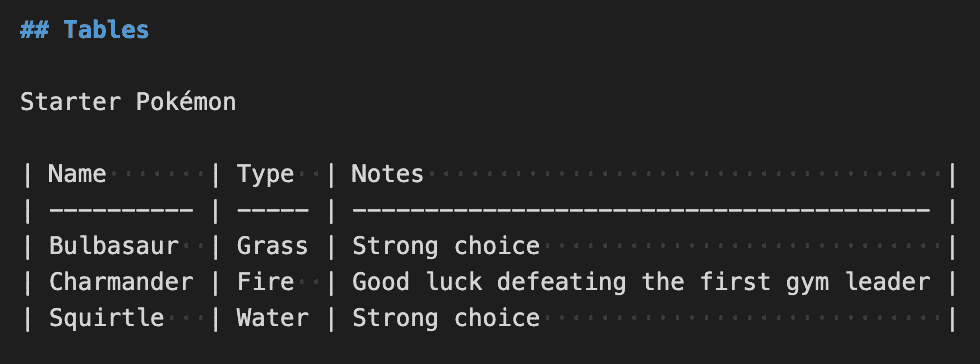 ## Tables
Starter Pokémon
| Name       | Type  | Notes                                    |
| ---------- | ----- | ---------------------------------------- |
| Bulbasaur  | Grass | Strong choice                            |
| Charmander | Fire  | Good luck defeating the first gym leader |
| Squirtle   | Water | Strong choice                            |